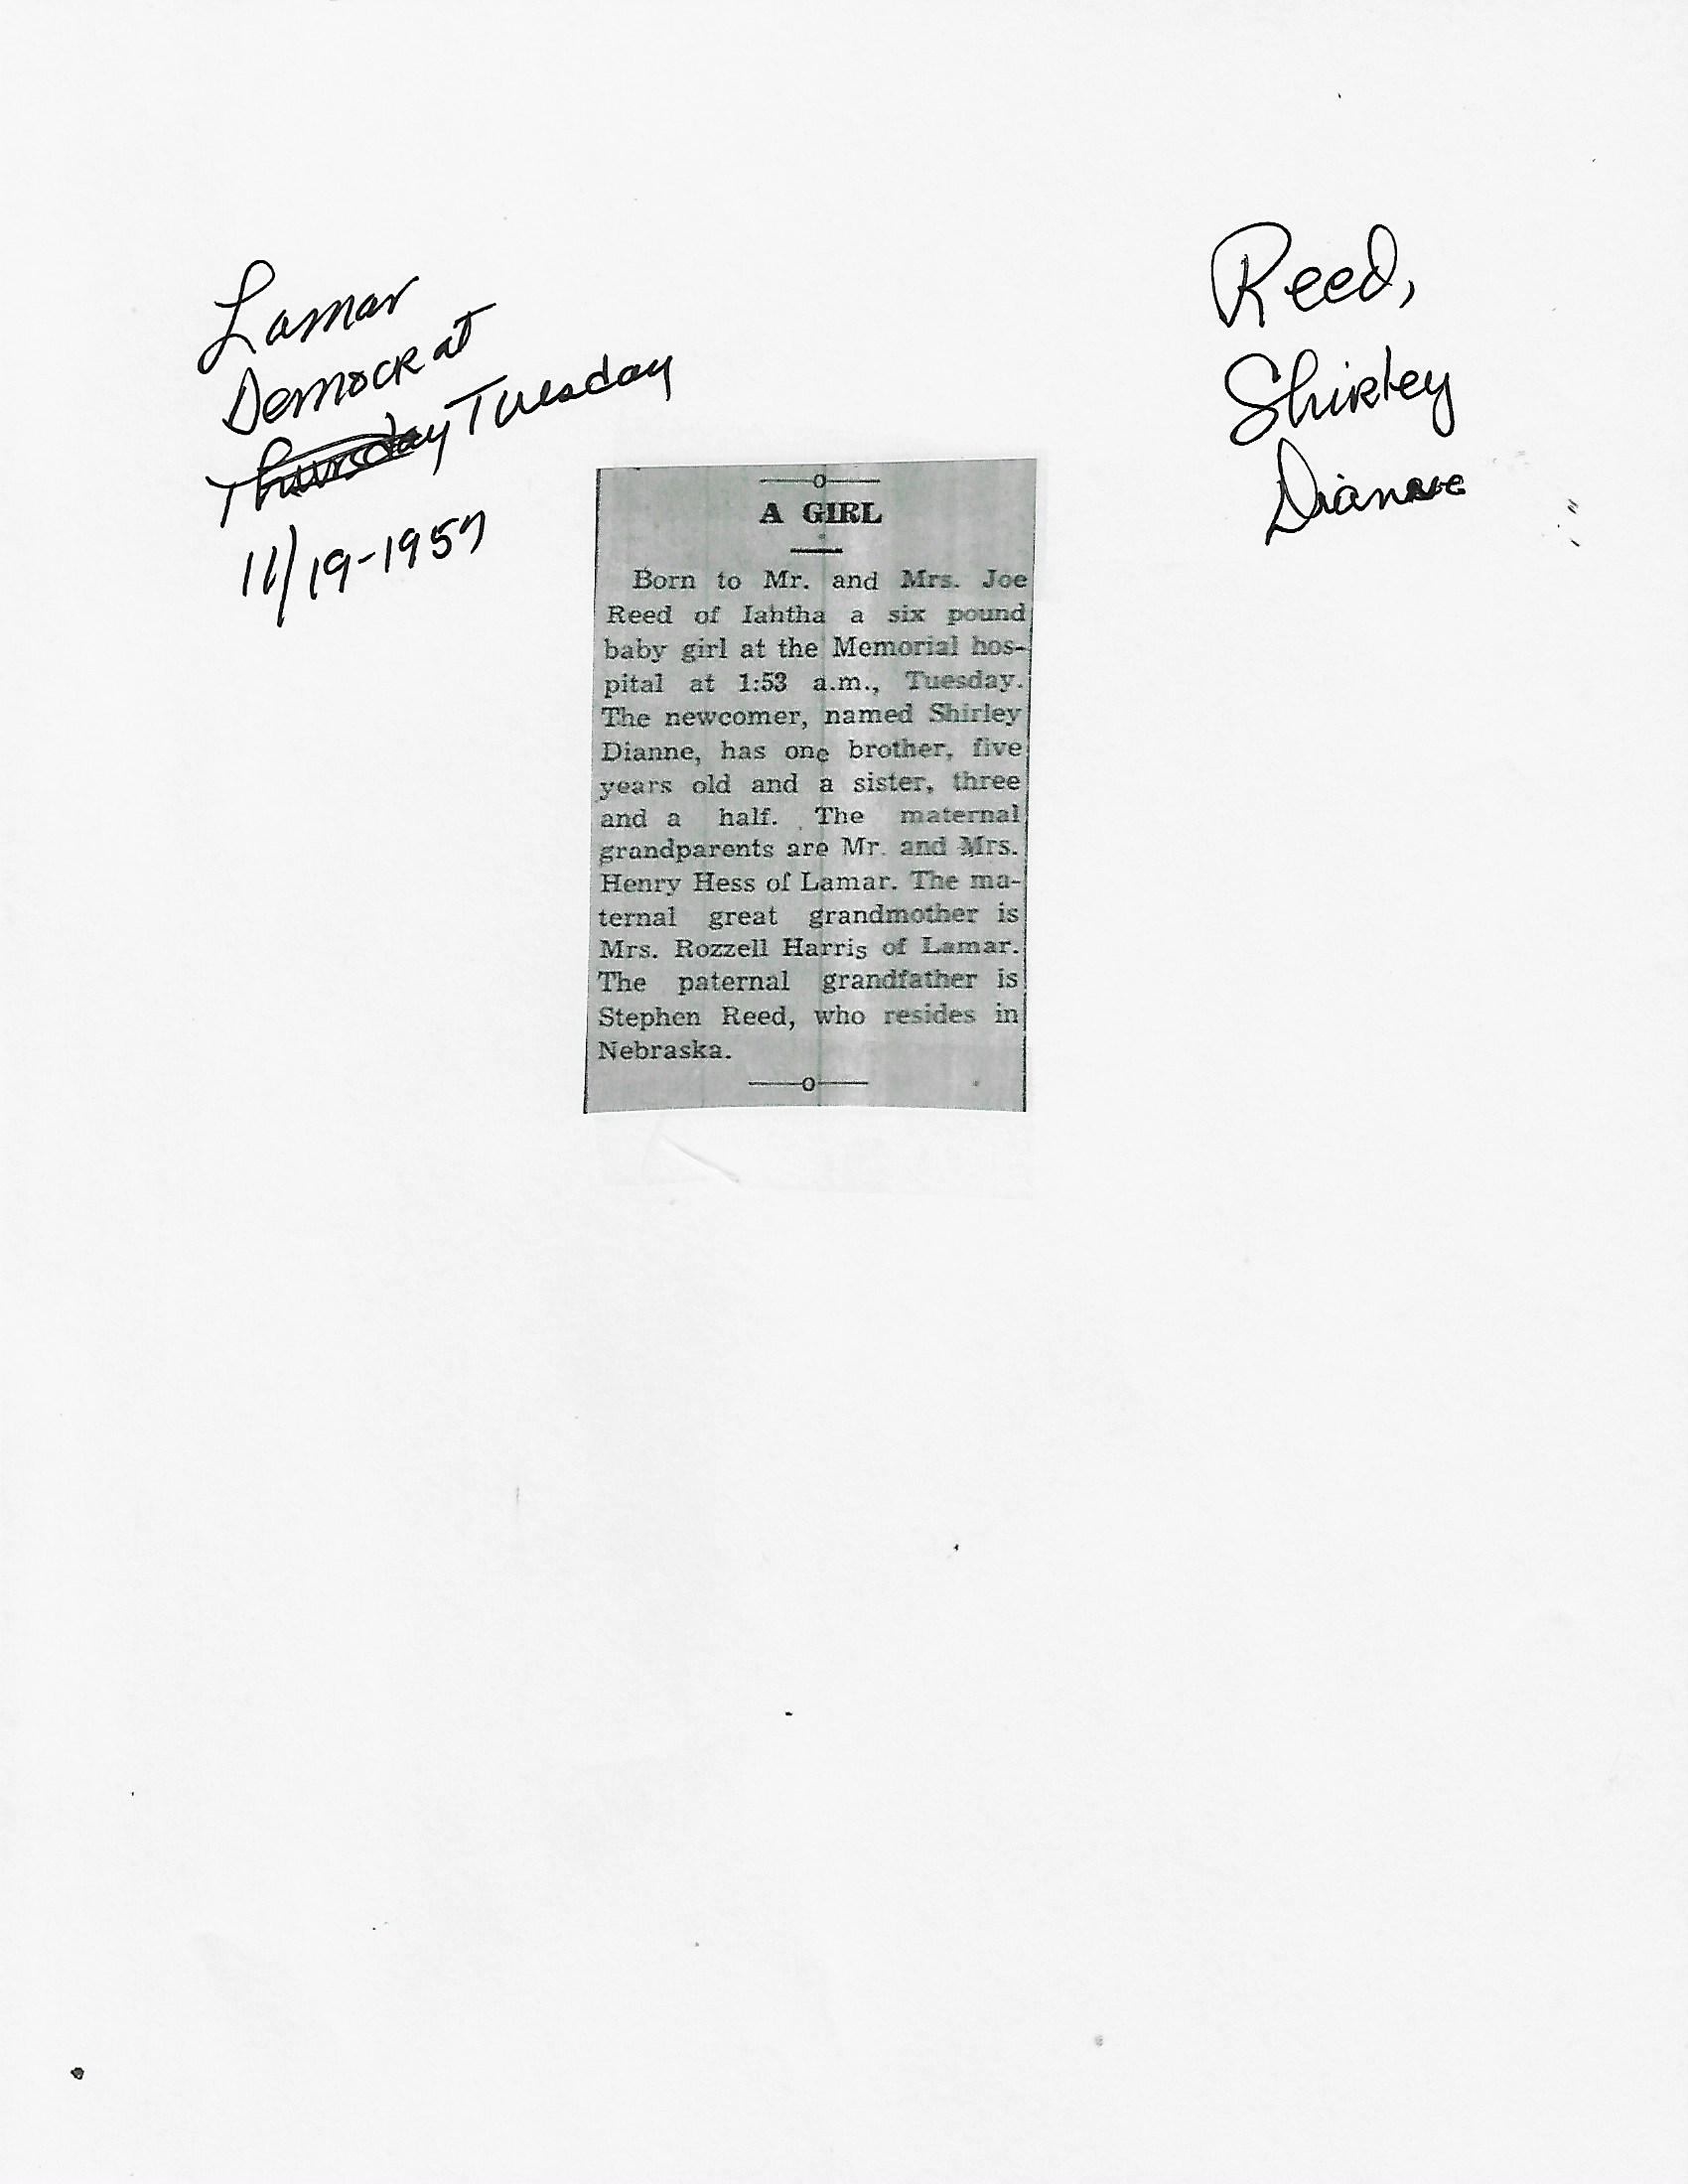 Lamar
Democrat
Thursday Tuesday
11/19-1957
Reed,
Shirley
Dianne
A GIRL
Born to Mr. and Mrs. Joe
Reed of Iantha a six pound
baby girl at the Memorial hos-
pital at 1:53 a.m., Tuesday.
The newcomer, named Shirley
Dianne, has one brother, five
years old and a sister, three
and a half. The maternal
grandparents are Mr. and Mrs.
Henry Hess of Lamar. The ma-
ternal great grandmother is
Mrs. Rozzell Harris of Lamar.
The paternal grandfather is
Stephen Reed, who resides in
Nebraska.